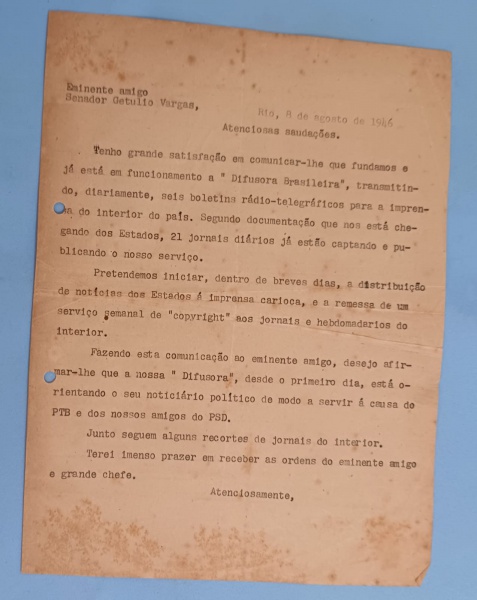 Eminente amigo
Senador Getulio Vargas,
Rio, 8 de agosto de 1946
Atenciosas saudações.
Tenho grande satisfação em comunicar-lhe que fundamos e
já está em funcionamento a " Difusora Brasileira", transmitin-
do, diariamente, seis boletins rádio-telegráficos para a impren-
sa do interior do país. Segundo documentação que nos está che-
gando dos Estados, 21 jornais diários já estão captando e pu-
blicando o nosso serviço.
Pretendemos iniciar, dentro de breves dias, a distribuição
de notícias dos Estados á imprensa carioca, e a remessa de um
serviço semanal de "copyright" aos jornais e hebdomadarios do
interior.
Fazendo esta comunicação ao eminente amigo, desejo afir-
mar-lhe que a nossa " Difusora", desde o primeiro dia, está o-
rientando o seu noticiário político de modo a servir á causa do
PTB e dos nossos amigos do PSD.
Junto seguem alguns recortes de jornais do interior.
Terei imenso prazer em receber as ordens do eminente amigo
e grande chefe.
Atenciosamente,